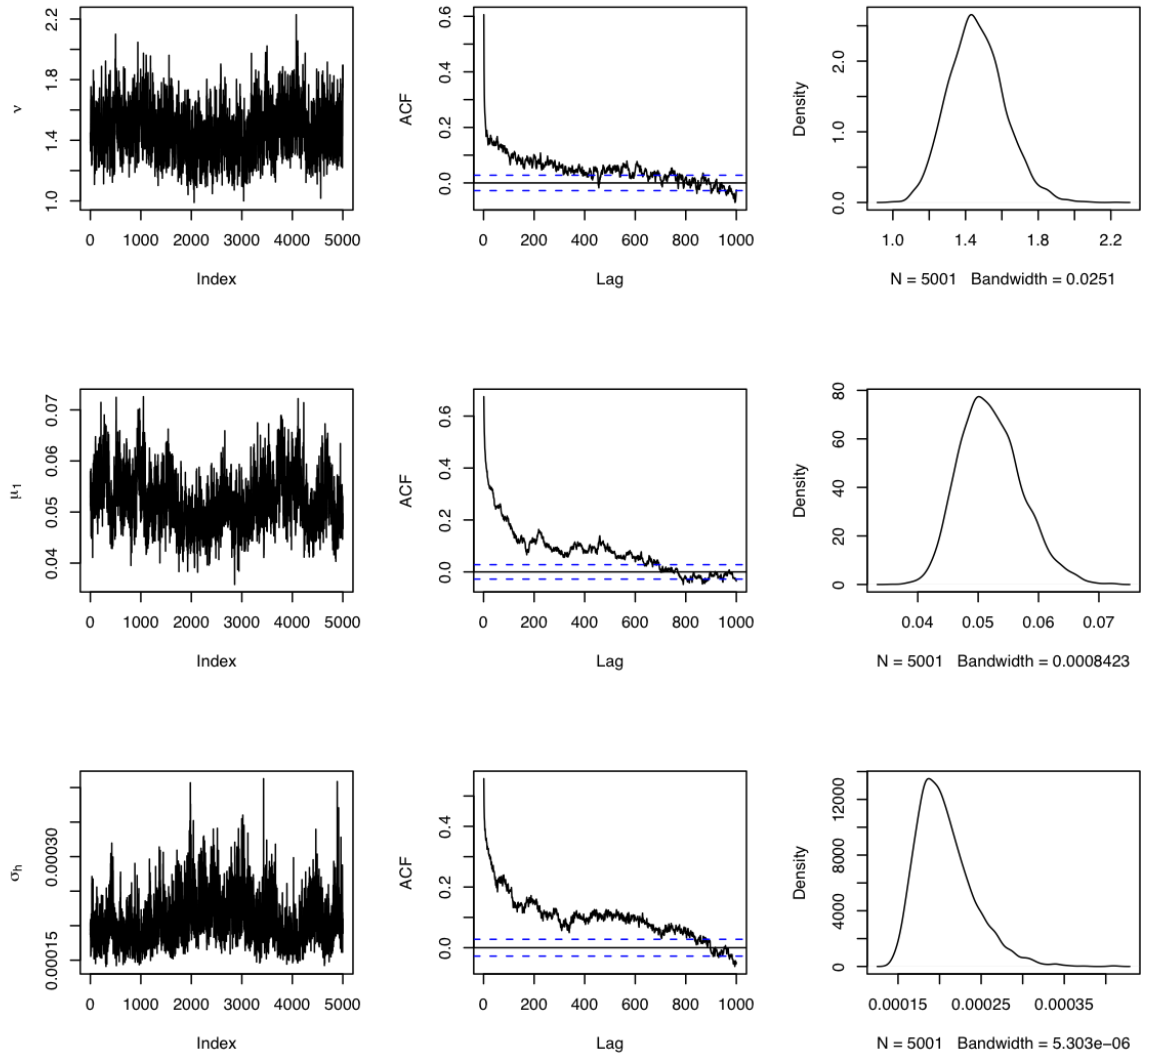 ν
1.0 1.4 1.8 2.2
0 1000 2000 3000 4000 5000
Index
ACF
0.0 0.2 0.4 0.6
0 200 400 600 800 1000
Lag
Density
0.0 1.0 2.0
1.0 1.4 1.8 2.2
N = 5001 Bandwidth = 0.0251
μ1
0.04 0.05 0.06 0.07
0 1000 2000 3000 4000 5000
Index
ACF
0.0 0.2 0.4 0.6
0 200 400 600 800 1000
Lag
Density
0 20 40 60 80
0.04 0.05 0.06 0.07
N = 5001 Bandwidth = 0.0008423
σh
0.00015 0.00030
0 1000 2000 3000 4000 5000
Index
ACF
0.0 0.2 0.4
0 200 400 600 800 1000
Lag
Density
0 4000 8000 12000
0.00015 0.00025 0.00035
N = 5001 Bandwidth = 5.303e−06